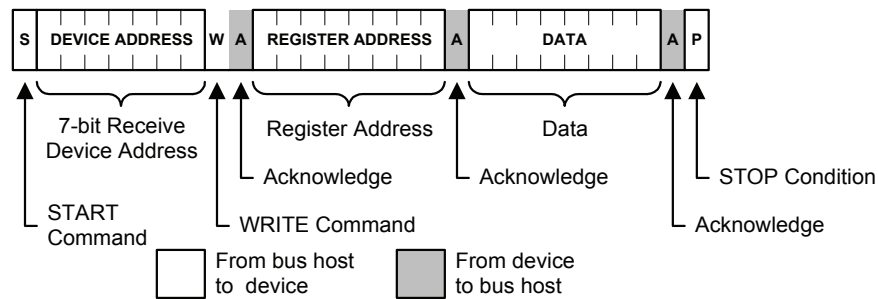 S DEVICE ADDRESS W A REGISTER ADDRESS A DATA A P
7-bit Receive
Device Address
Register Address
Data
Acknowledge
Acknowledge
STOP Condition
START
Command
WRITE Command
Acknowledge
From bus host
to device
From device
to bus host